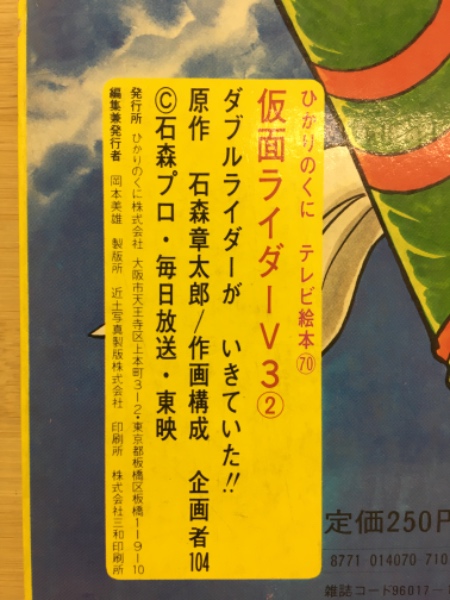 ひかりのくに テレビ絵本 ⑦⓪
仮面ライダーV3②
ダブルライダーが いきていた!!
原作 石森章太郎/作画構成 企画者104
©石森プロ・毎日放送・東映
発行所 ひかりのくに株式会社 大阪市天王寺区上本町3-2・東京都板橋区板橋1-19-10
編集兼発行者 岡本美雄 製版所 近土写真製版株式会社 印刷所 株式会社三和印刷所
定価250円
8771 014070 710
雑誌コード96017-